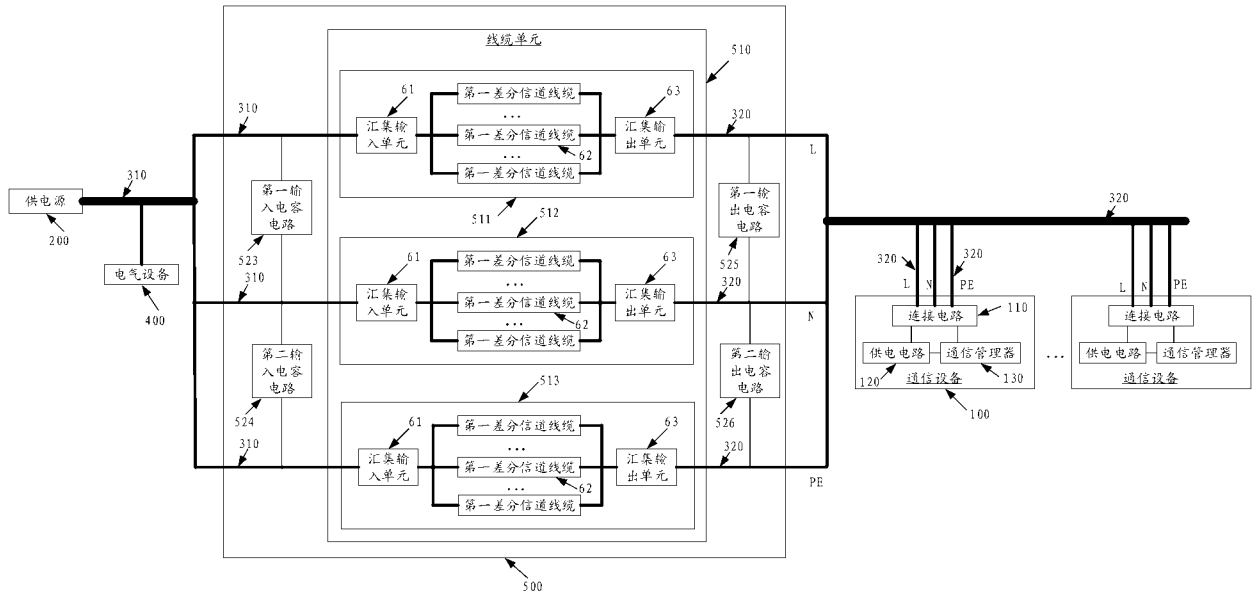 线缆单元
510
61
第一差分信道线缆
63
310
...
320
汇集输
入单元
第一差分信道线缆
汇集输
出单元
L
...
62
第一差分信道线缆
310
供电源
200
第一输
入电容
电路
523
第一输
出电容
电路
525
320
511
512
61
第一差分信道线缆
63
电气设备
400
310
...
320
汇集输
入单元
第一差分信道线缆
汇集输
出单元
N
...
62
第一差分信道线缆
320
L
N
320
PE
L
N
PE
连接电路
110
连接电路
供电电路
通信管理器
...
供电电路
通信管理器
120
通信设备
130
通信设备
100
第二输
入电容
电路
524
第二输
出电容
电路
526
513
61
第一差分信道线缆
63
310
...
320
汇集输
入单元
第一差分信道线缆
汇集输
出单元
PE
...
62
第一差分信道线缆
500